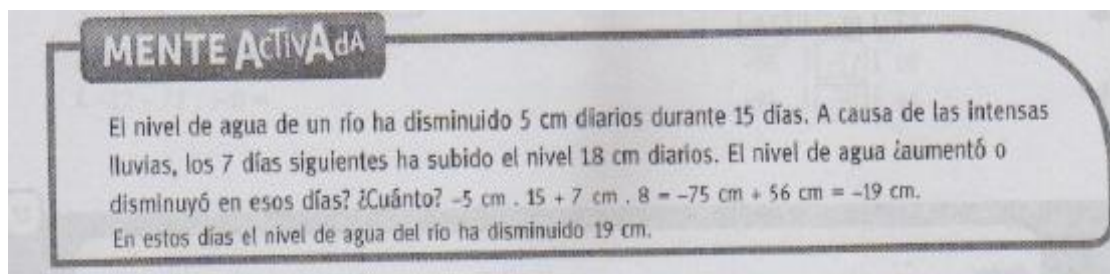 MENTE ACTIVADA
El nivel de agua de un río ha disminuido 5 cm diarios durante 15 días. A causa de las intensas
lluvias, los 7 días siguientes ha subido el nivel 18 cm diarios. El nivel de agua ¿aumentó o
disminuyó en esos días? ¿Cuánto? –5 cm . 15 + 7 cm . 8 = –75 cm + 56 cm = –19 cm.
En estos días el nivel de agua del río ha disminuido 19 cm.